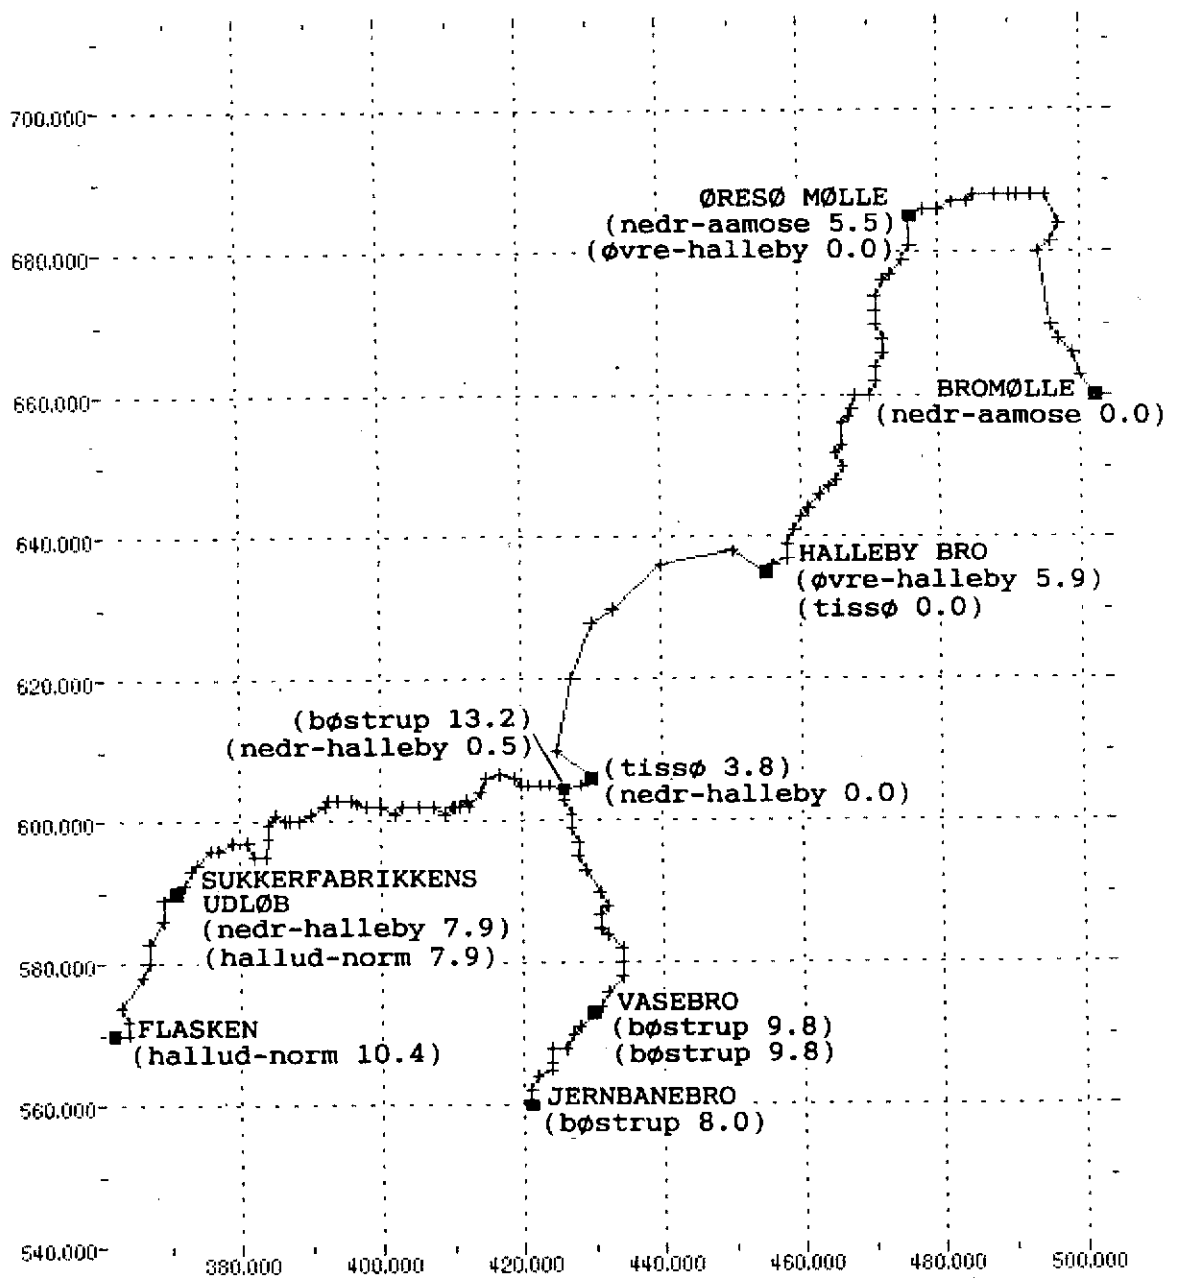 700.000
ØRESØ MØLLE
(nedr-aamose 5.5)
(øvre-halleby 0.0)
680.000
BROMØLLE
(nedr-aamose 0.0)
660.000
640.000
HALLEBY BRO
(øvre-halleby 5.9)
(tissø 0.0)
620.000
(bøstrup 13.2)
(nedr-halleby 0.5)
(tissø 3.8)
(nedr-halleby 0.0)
600.000
SUKKERFABRIKKENS
UDLØB
(nedr-halleby 7.9)
(hallud-norm 7.9)
580.000
VASEBRO
(bøstrup 9.8)
(bøstrup 9.8)
FLASKEN
(hallud-norm 10.4)
JERNBANEBRO
(bøstrup 8.0)
560.000
540.000
380.000 400.000 420.000 440.000 460.000 480.000 500.000